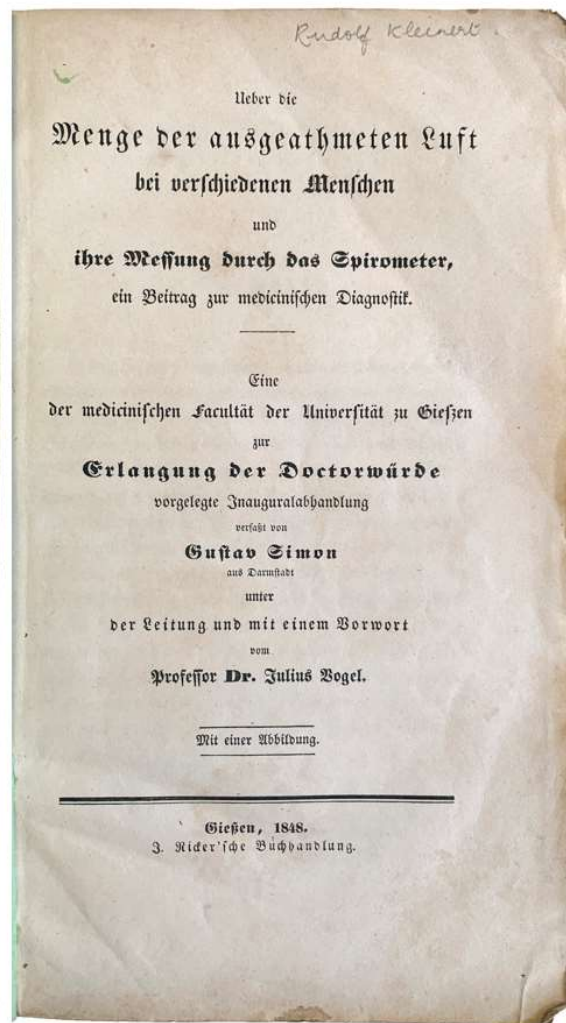 Rudolf Kleinert.
Ueber die
Menge der ausgeathmeten Luft
bei verschiedenen Menschen
und
ihre Messung durch das Spirometer,
ein Beitrag zur medicinischen Diagnostik.
Eine
der medicinischen Facultät der Universität zu Gieszen
zur
Erlangung der Doctorwürde
vorgelegte Inauguralabhandlung
verfaßt von
Gustav Simon
aus Darmstadt
unter
der Leitung und mit einem Vorwort
vom
Professor Dr. Julius Vogel.
Mit einer Abbildung.
Gießen, 1848.
J. Ricker'sche Buchhandlung.